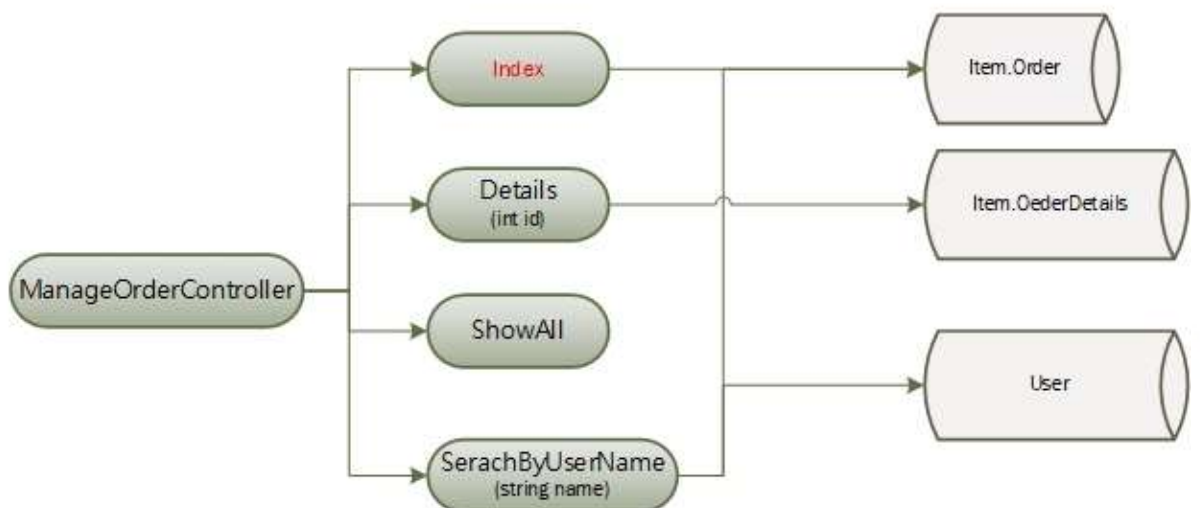 Index
Item.Order
Details
(int id)
Item.OederDetails
ManageOrderController
ShowAll
User
SerachByUserName
(string name)